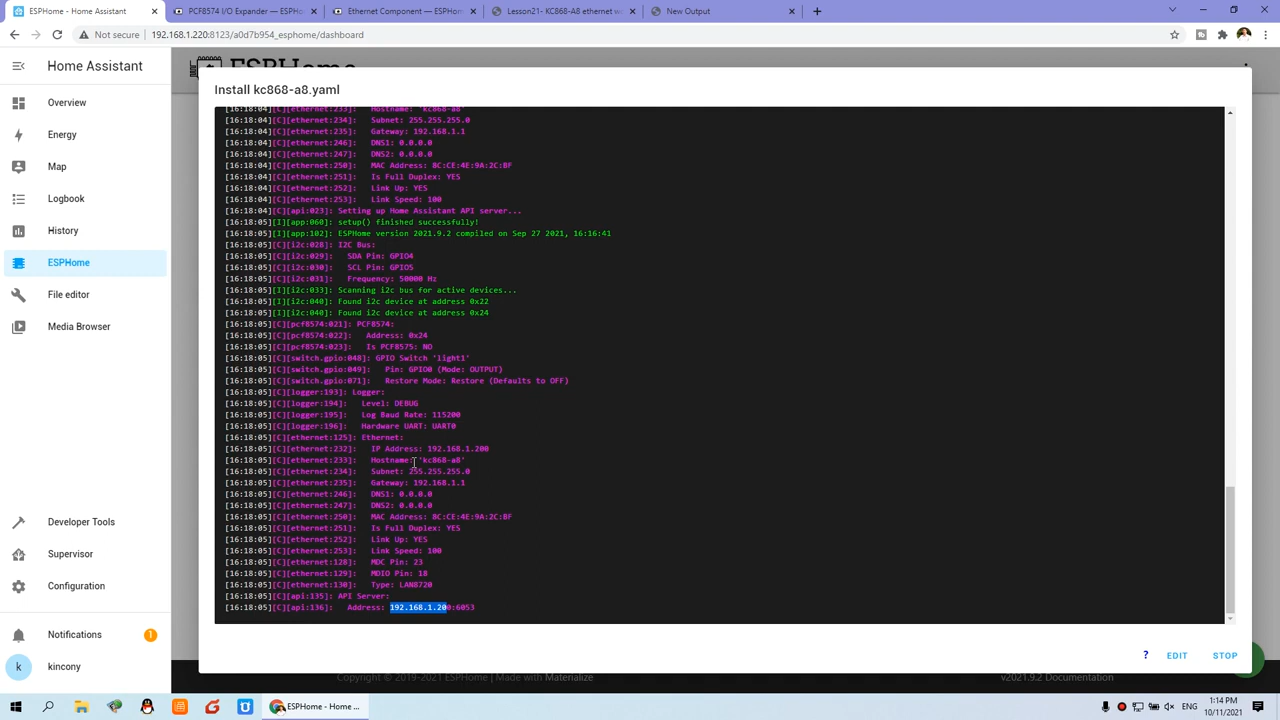 ESPHome - Home Assistant
PCF8574 I/O Expander — ESPHo
Ethernet Component — ESPHom
Lesson21- KC868-A8 ethernet w
New Output
Not secure
192.168.1.220:8123/a0d7b954_esphome/dashboard
Home Assistant
Overview
Energy
Map
Logbook
History
ESPHome
File editor
Media Browser
Developer Tools
Supervisor
Configuration
Notifications
1
k
kincony
Install kc868-a8.yaml
[16:18:04][C][ethernet:233]: Hostname: 'kc868-a8'
[16:18:04][C][ethernet:234]: Subnet: 255.255.255.0
[16:18:04][C][ethernet:235]: Gateway: 192.168.1.1
[16:18:04][C][ethernet:246]: DNS1: 0.0.0.0
[16:18:04][C][ethernet:247]: DNS2: 0.0.0.0
[16:18:04][C][ethernet:250]: MAC Address: 8C:CE:4E:9A:2C:BF
[16:18:04][C][ethernet:251]: Is Full Duplex: YES
[16:18:04][C][ethernet:252]: Link Up: YES
[16:18:04][C][ethernet:253]: Link Speed: 100
[16:18:04][C][api:023]: Setting up Home Assistant API server...
[16:18:04][I][app:060]: setup() finished successfully!
[16:18:05][I][app:102]: ESPHome version 2021.9.2 compiled on Sep 27 2021, 16:16:41
[16:18:05][C][i2c:028]: I2C Bus:
[16:18:05][C][i2c:029]: SDA Pin: GPIO4
[16:18:05][C][i2c:030]: SCL Pin: GPIO5
[16:18:05][C][i2c:031]: Frequency: 50000 Hz
[16:18:05][I][i2c:033]: Scanning i2c bus for active devices...
[16:18:05][I][i2c:040]: Found i2c device at address 0x22
[16:18:05][I][i2c:040]: Found i2c device at address 0x24
[16:18:05][C][pcf8574:021]: PCF8574:
[16:18:05][C][pcf8574:022]: Address: 0x24
[16:18:05][C][pcf8574:023]: Is PCF8575: NO
[16:18:05][C][switch.gpio:048]: GPIO Switch 'light1'
[16:18:05][C][switch.gpio:049]: Pin: GPIO0 (Mode: OUTPUT)
[16:18:05][C][switch.gpio:071]: Restore Mode: Restore (Defaults to OFF)
[16:18:05][C][logger:193]: Logger:
[16:18:05][C][logger:194]: Level: DEBUG
[16:18:05][C][logger:195]: Log Baud Rate: 115200
[16:18:05][C][logger:196]: Hardware UART: UART0
[16:18:05][C][ethernet:125]: Ethernet:
[16:18:05][C][ethernet:232]: IP Address: 192.168.1.200
[16:18:05][C][ethernet:233]: Hostname: 'kc868-a8'
[16:18:05][C][ethernet:234]: Subnet: 255.255.255.0
[16:18:05][C][ethernet:235]: Gateway: 192.168.1.1
[16:18:05][C][ethernet:246]: DNS1: 0.0.0.0
[16:18:05][C][ethernet:247]: DNS2: 0.0.0.0
[16:18:05][C][ethernet:250]: MAC Address: 8C:CE:4E:9A:2C:BF
[16:18:05][C][ethernet:251]: Is Full Duplex: YES
[16:18:05][C][ethernet:252]: Link Up: YES
[16:18:05][C][ethernet:253]: Link Speed: 100
[16:18:05][C][ethernet:128]: MDC Pin: 23
[16:18:05][C][ethernet:129]: MDIO Pin: 18
[16:18:05][C][ethernet:130]: Type: LAN8720
[16:18:05][C][api:135]: API Server:
[16:18:05][C][api:136]: Address: 192.168.1.200:6053
? EDIT STOP
Copyright © 2019-2021 ESPHome | Made with Materialize
v2021.9.2 Documentation
ESPHome - Home ...
ENG
1:14 PM
10/11/2021